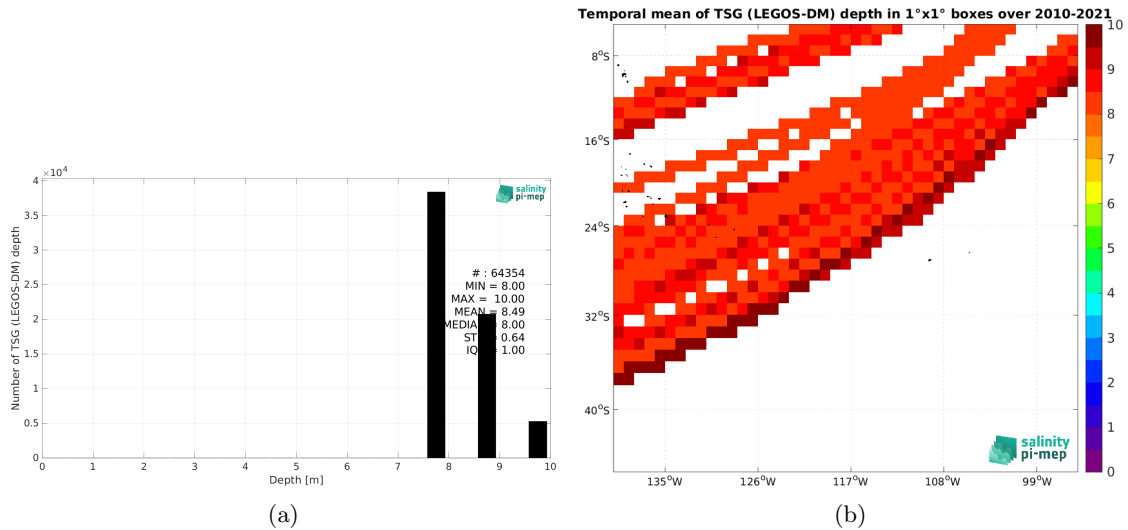 ×10⁴
4
3.5
3
2.5
2
1.5
1
0.5
0
Number of TSG (LEGOS-DM) depth
salinity
pi-mep
# : 64354
MIN = 8.00
MAX = 10.00
MEAN = 8.49
MEDIA = 8.00
ST = 0.64
IQ = 1.00
0 1 2 3 4 5 6 7 8 9 10
Depth [m]
(a)
Temporal mean of TSG (LEGOS-DM) depth in 1°x1° boxes over 2010-2021
8°S
16°S
24°S
32°S
40°S
135°W 126°W 117°W 108°W 99°W
salinity
pi-mep
10
9
8
7
6
5
4
3
2
1
0
(b)